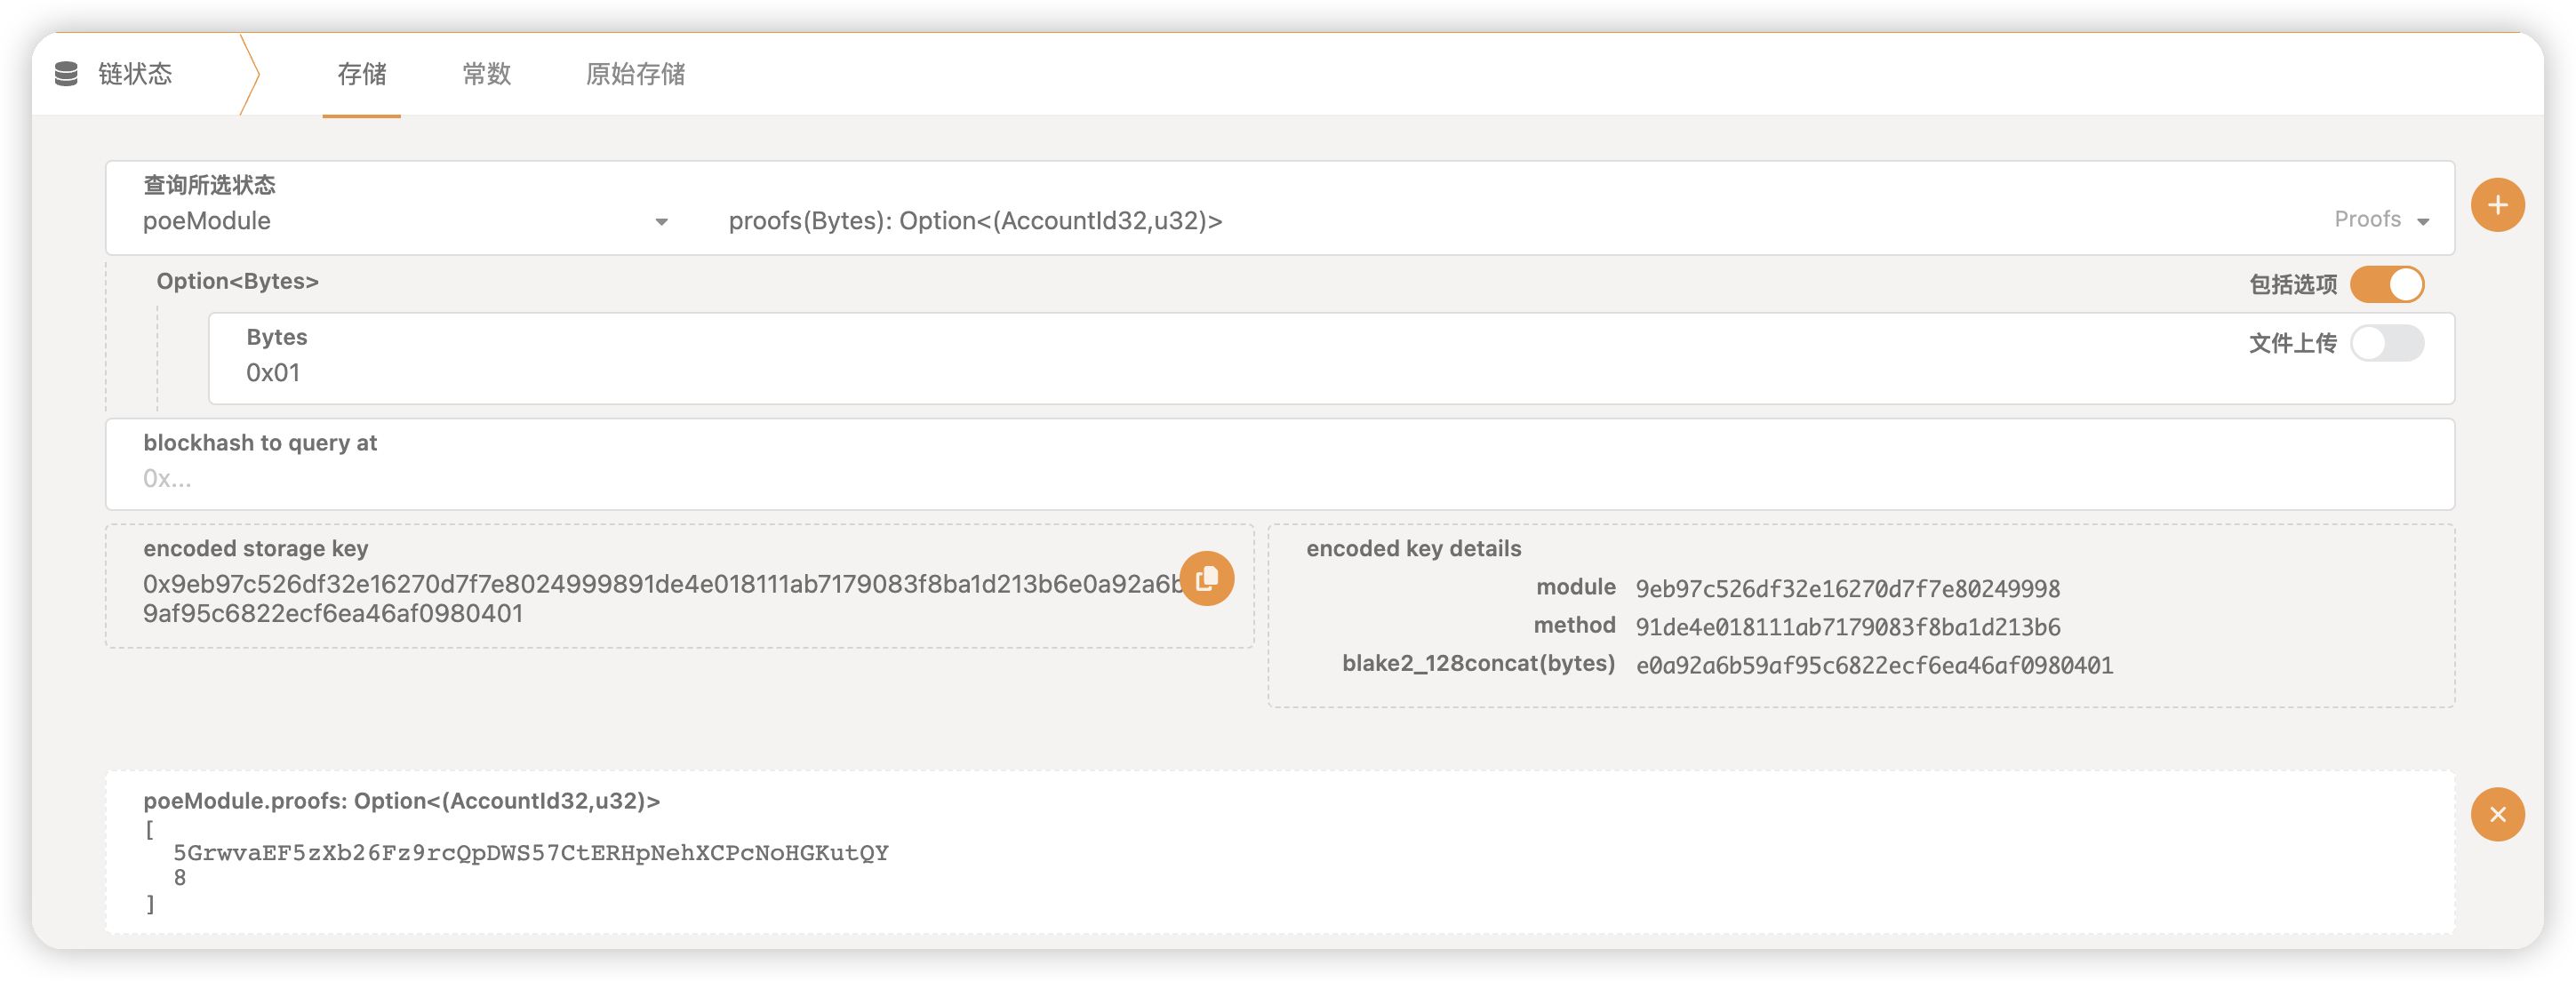 链状态
存储
常数
原始存储
查询所选状态
poeModule
proofs(Bytes): Option<(AccountId32,u32)>
Proofs
Option<Bytes>
包括选项
Bytes
0x01
文件上传
blockhash to query at
0x...
encoded storage key
0x9eb97c526df32e16270d7f7e8024999891de4e018111ab7179083f8ba1d213b6e0a92a6b
9af95c6822ecf6ea46af0980401
encoded key details
module 9eb97c526df32e16270d7f7e80249998
method 91de4e018111ab7179083f8ba1d213b6
blake2_128concat(bytes) e0a92a6b59af95c6822ecf6ea46af0980401
poeModule.proofs: Option<(AccountId32,u32)>
[
5GrwvaEF5zXb26Fz9rcQpDWS57CtERHpNehXCPcNoHGKutQY
8
]